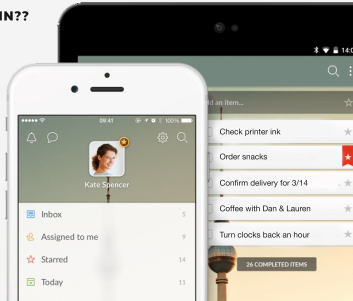 IN??
14:0
09:41
100%
Kate Spencer
Inbox 5
Assigned to me 9
Starred 14
Today 11
dd an item...
Check printer ink
Order snacks
Confirm delivery for 3/14
Coffee with Dan & Lauren
Turn clocks back an hour
26 COMPLETED ITEMS